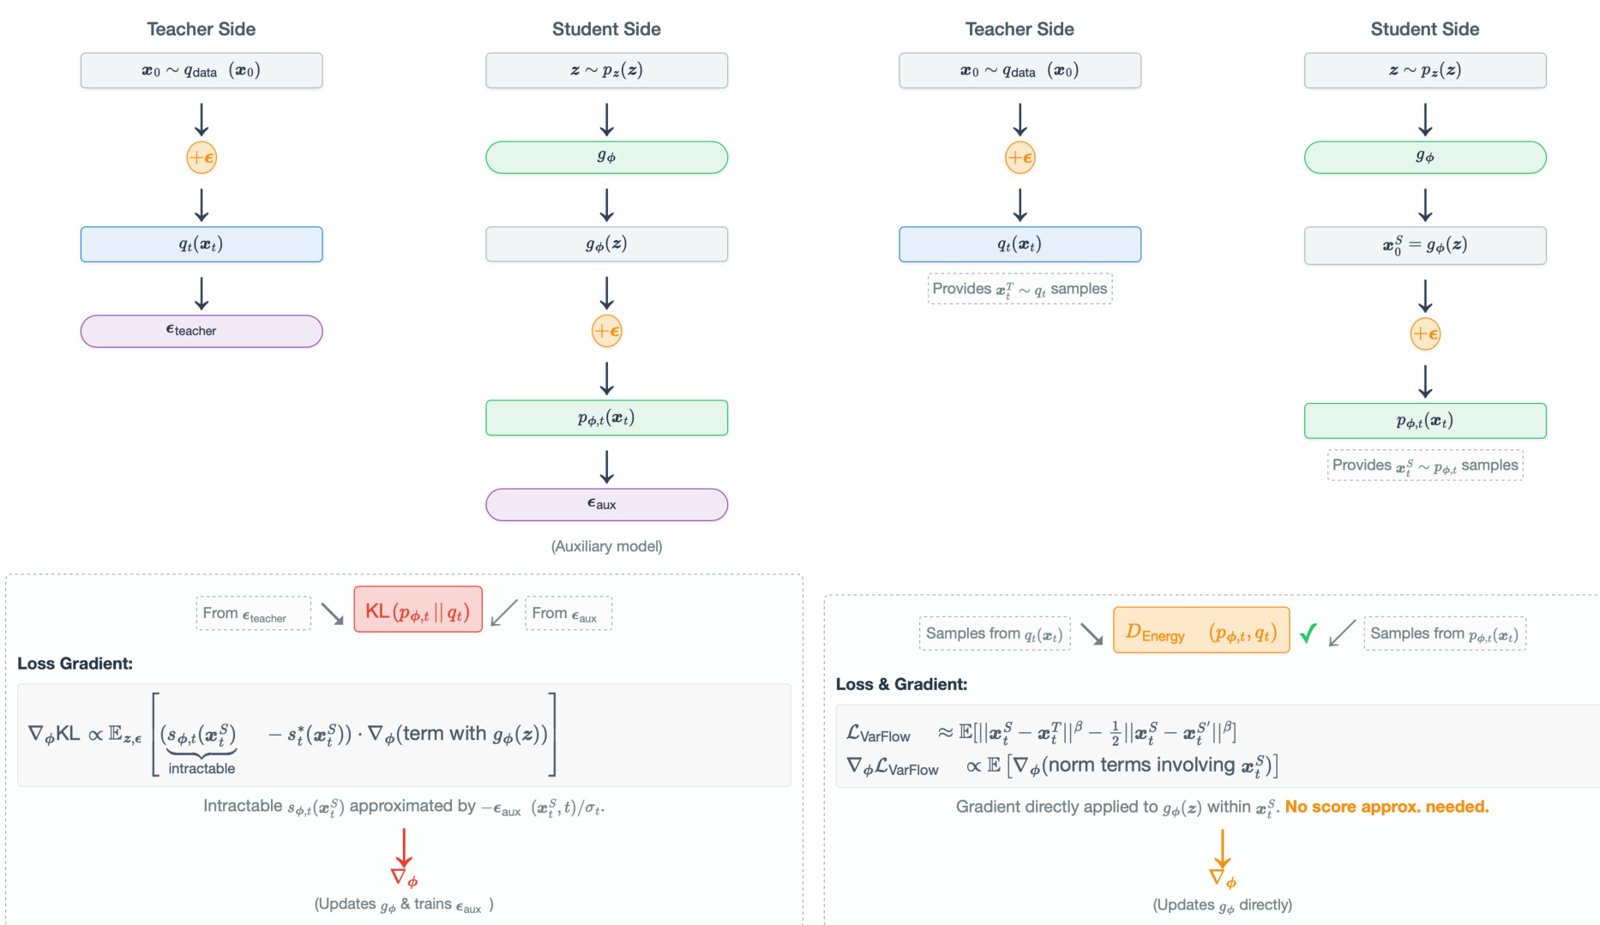 Teacher Side
𝒙₀ ∼ q_data (𝒙₀)
+𝝐
q_t(𝒙_t)
𝝐_teacher
Student Side
𝒛 ∼ p_𝒛(𝒛)
g_ϕ
g_ϕ(𝒛)
+𝝐
p_ϕ,t(𝒙_t)
𝝐_aux
(Auxiliary model)
From 𝝐_teacher
KL(p_ϕ,t || q_t)
From 𝝐_aux
Loss Gradient:
∇_ϕ KL ∝ 𝔼_𝒛,𝝐 [(s_ϕ,t(𝒙_t^S) − s_t^*(𝒙_t^S)) · ∇_ϕ(term with g_ϕ(𝒛))]
intractable
Intractable s_ϕ,t(𝒙_t^S) approximated by −𝝐_aux (𝒙_t^S, t)/σ_t.
∇_ϕ
(Updates g_ϕ & trains 𝝐_aux )
Teacher Side
𝒙₀ ∼ q_data (𝒙₀)
+𝝐
q_t(𝒙_t)
Provides 𝒙_t^T ∼ q_t samples
Student Side
𝒛 ∼ p_𝒛(𝒛)
g_ϕ
𝒙_0^S = g_ϕ(𝒛)
+𝝐
p_ϕ,t(𝒙_t)
Provides 𝒙_t^S ∼ p_ϕ,t samples
Samples from q_t(𝒙_t)
D_Energy (p_ϕ,t, q_t)
✓
Samples from p_ϕ,t(𝒙_t)
Loss & Gradient:
ℒ_VarFlow ≈ 𝔼[||𝒙_t^S − 𝒙_t^T||^β − ½||𝒙_t^S − 𝒙_t^S′||^β]
∇_ϕ ℒ_VarFlow ∝ 𝔼 [∇_ϕ(norm terms involving 𝒙_t^S)]
Gradient directly applied to g_ϕ(𝒛) within 𝒙_t^S. No score approx. needed.
∇_ϕ
(Updates g_ϕ directly)